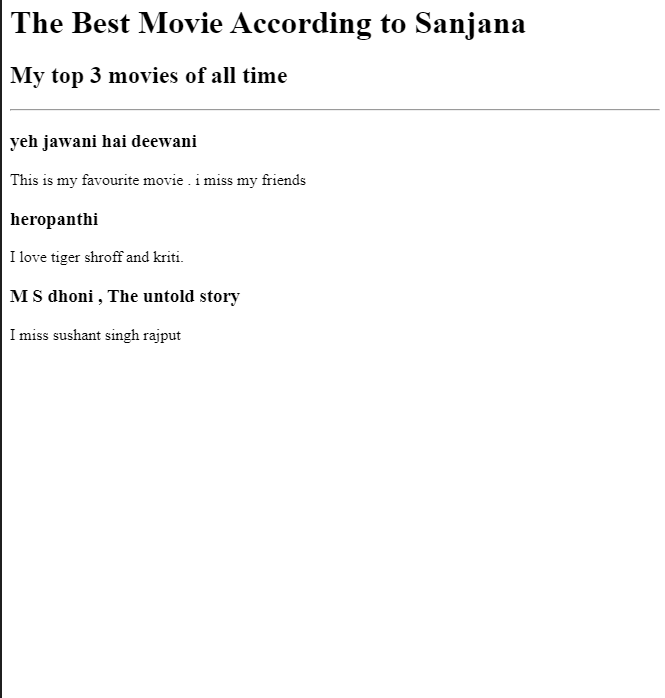 The Best Movie According to Sanjana
My top 3 movies of all time
yeh jawani hai deewani
This is my favourite movie . i miss my friends
heropanthi
I love tiger shroff and kriti.
M S dhoni , The untold story
I miss sushant singh rajput